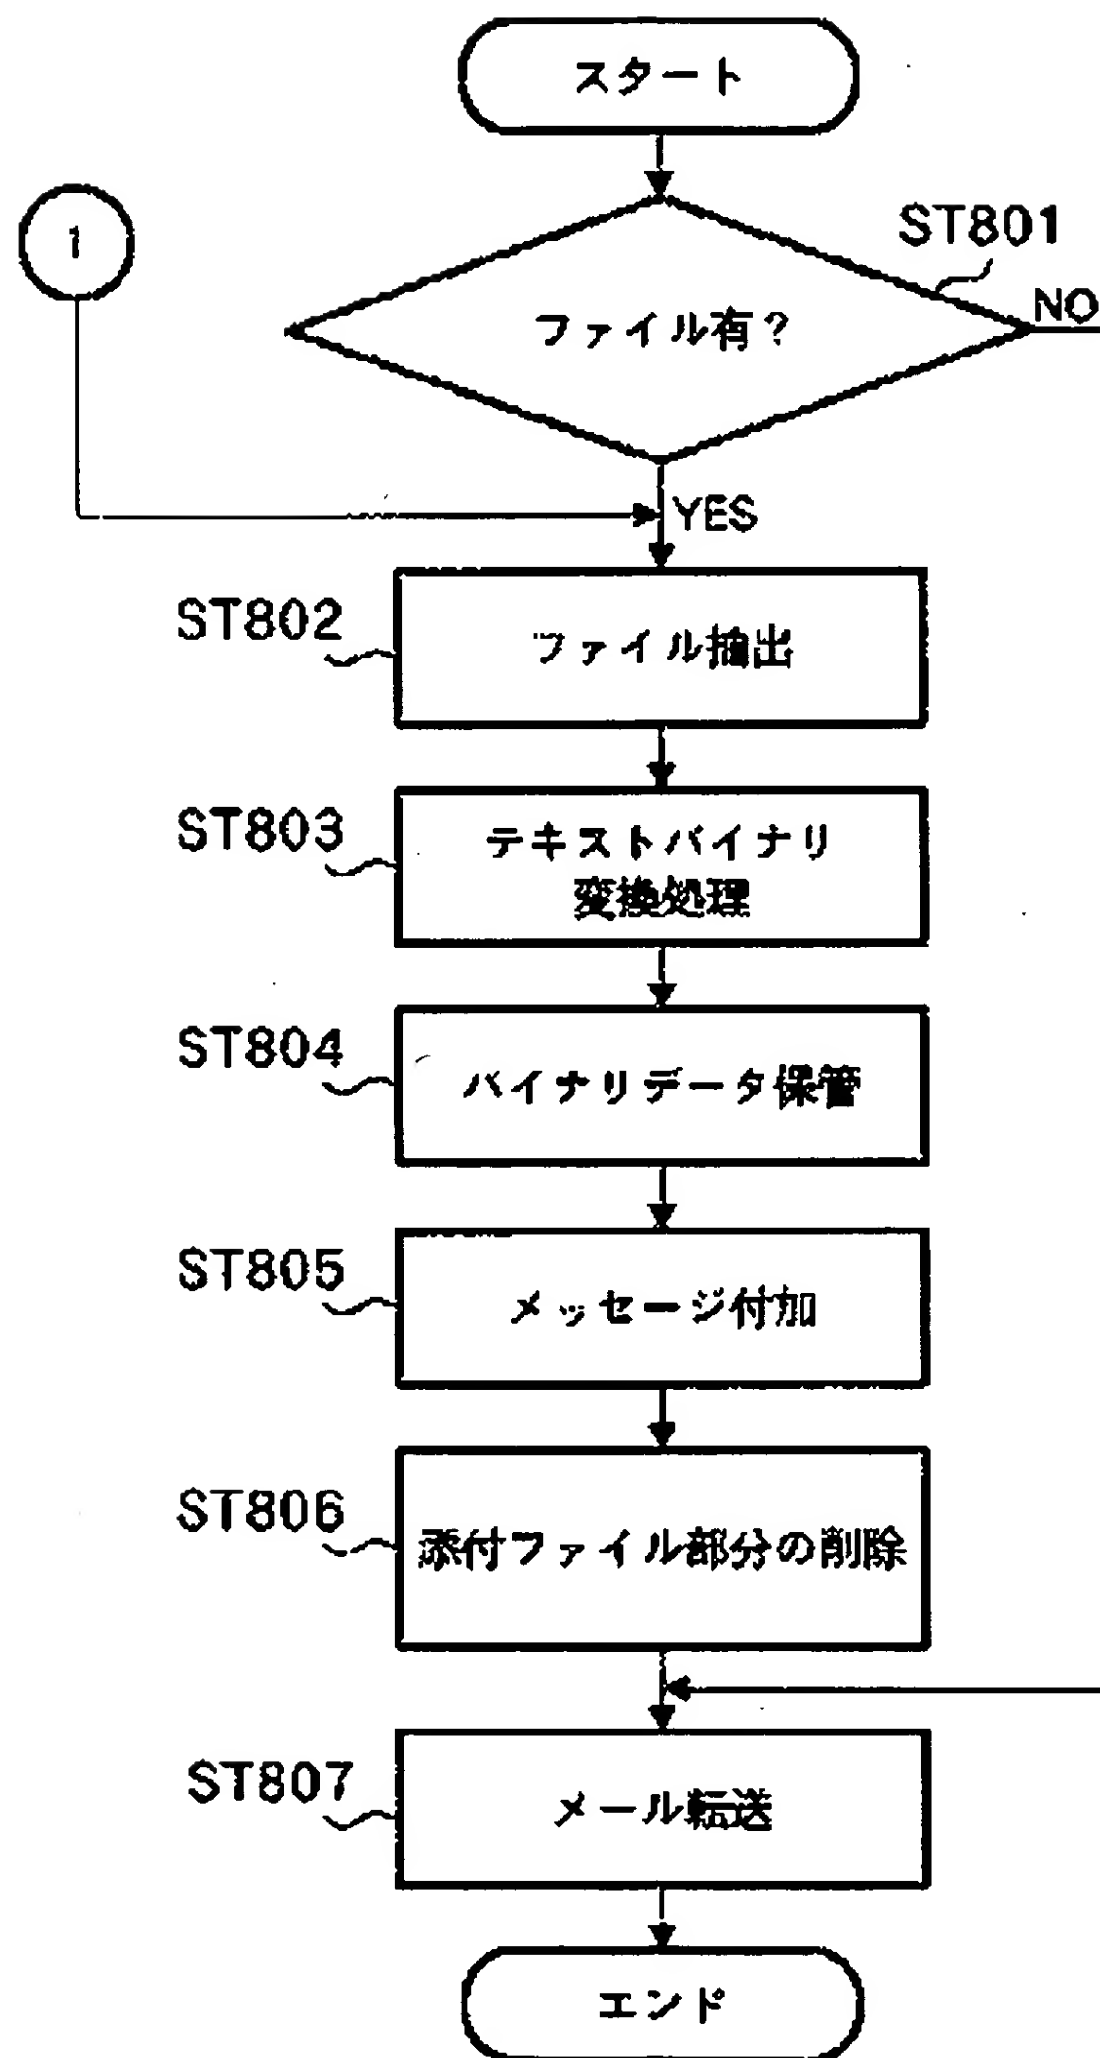 スタート
1
ST801
ファイル有？
NO
YES
ST802
ファイル抽出
ST803
テキストバイナリ
変換処理
ST804
バイナリデータ保管
ST805
メッセージ付加
ST806
添付ファイル部分の削除
ST807
メール転送
エンド